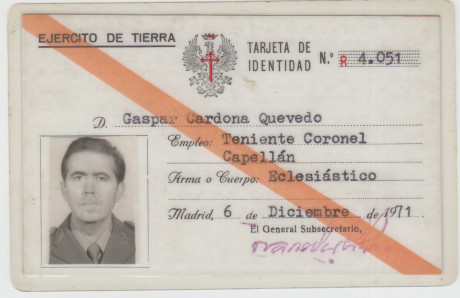 EJERCITO DE TIERRA
TARJETA DE
IDENTIDAD
N.º R 4.051
D. Gaspar Cardona Quevedo
Empleo: Teniente Coronel
Capellán
Arma o Cuerpo: Eclesiástico
Madrid, 6 de Diciembre de 1971
El General Subsecretario,